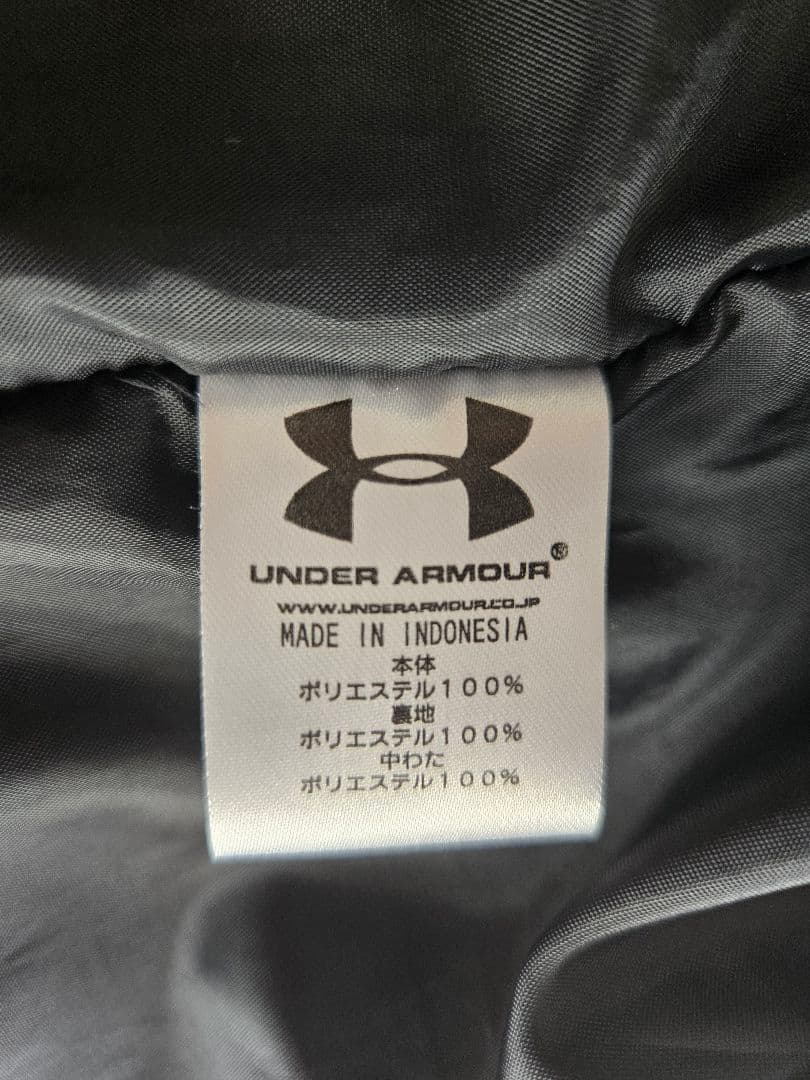 UNDER ARMOUR®
WWW.UNDERARMOUR.CO.JP
MADE IN INDONESIA
本体
ポリエステル100%
裏地
ポリエステル100%
中わた
ポリエステル100%